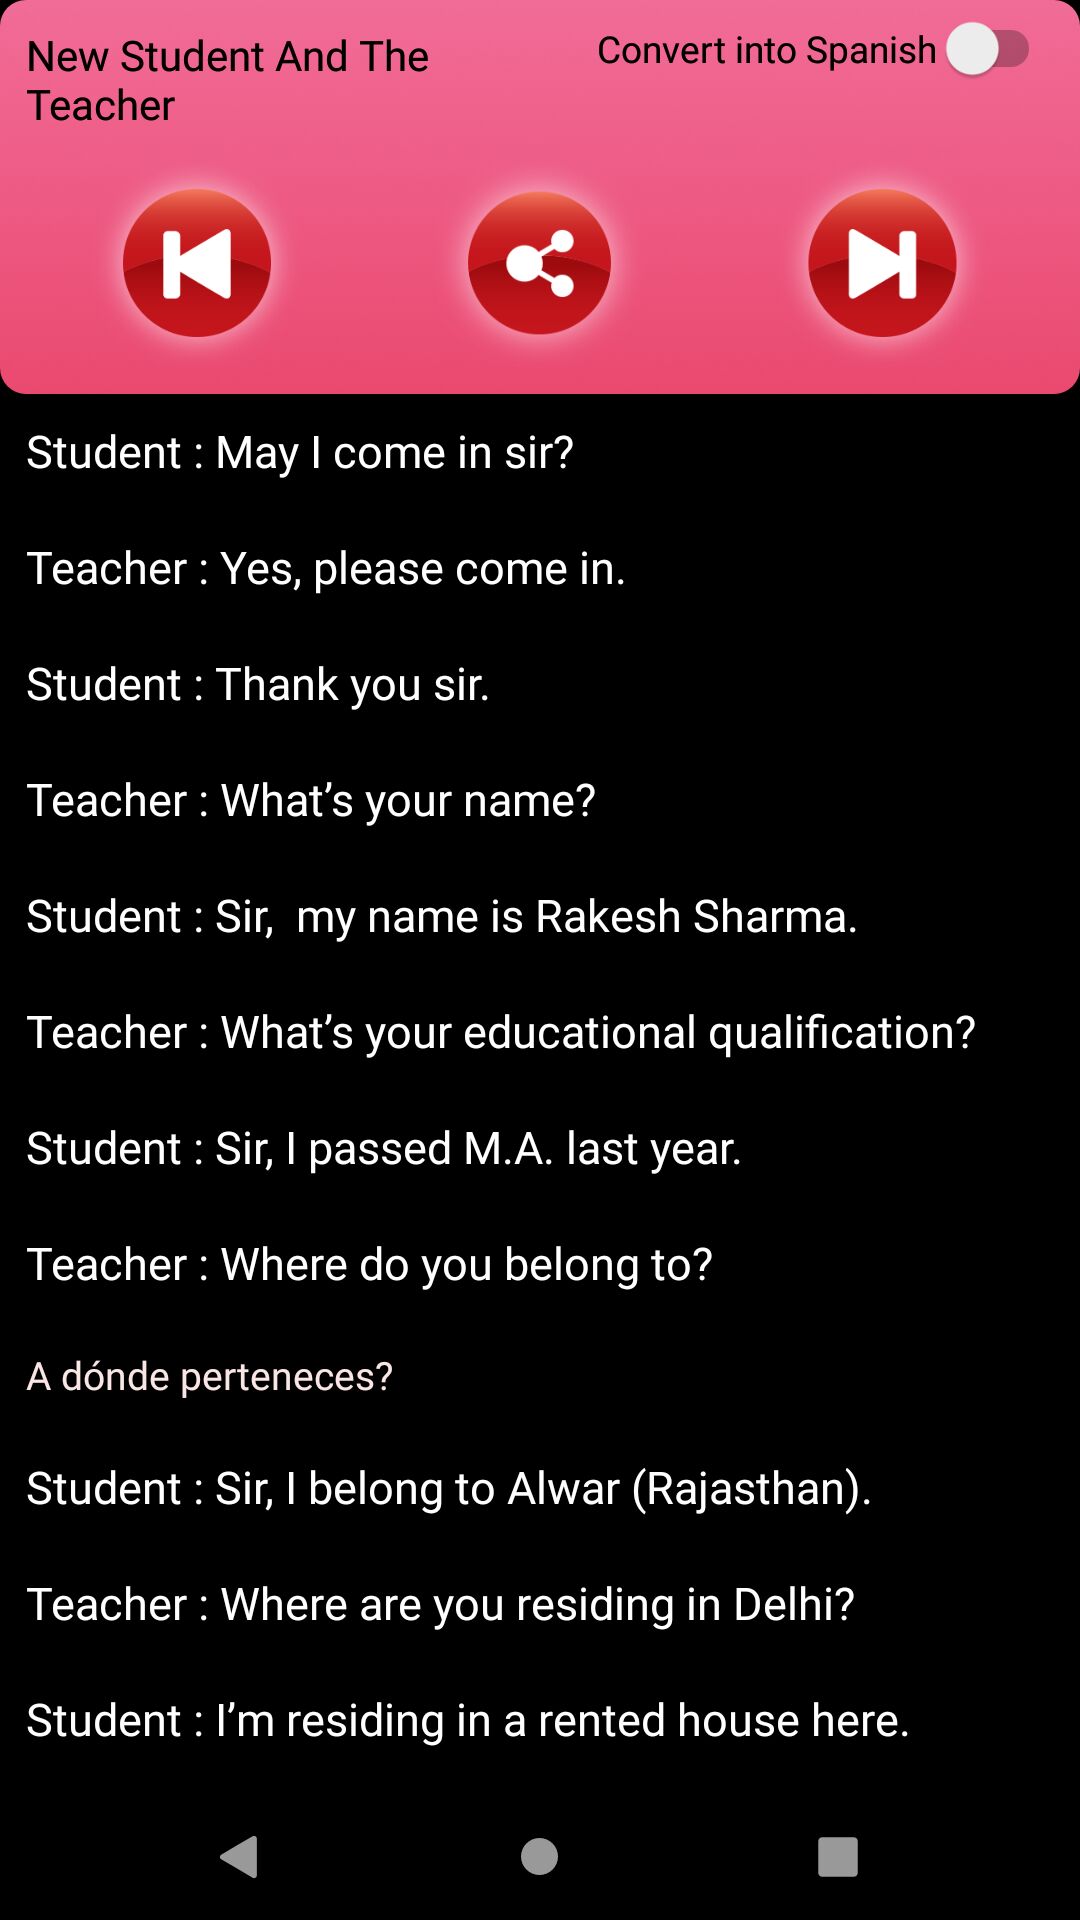 New Student And The
Teacher
Convert into Spanish
Student : May I come in sir?
Teacher : Yes, please come in.
Student : Thank you sir.
Teacher : What’s your name?
Student : Sir,  my name is Rakesh Sharma.
Teacher : What’s your educational qualification?
Student : Sir, I passed M.A. last year.
Teacher : Where do you belong to?
A dónde perteneces?
Student : Sir, I belong to Alwar (Rajasthan).
Teacher : Where are you residing in Delhi?
Student : I’m residing in a rented house here.